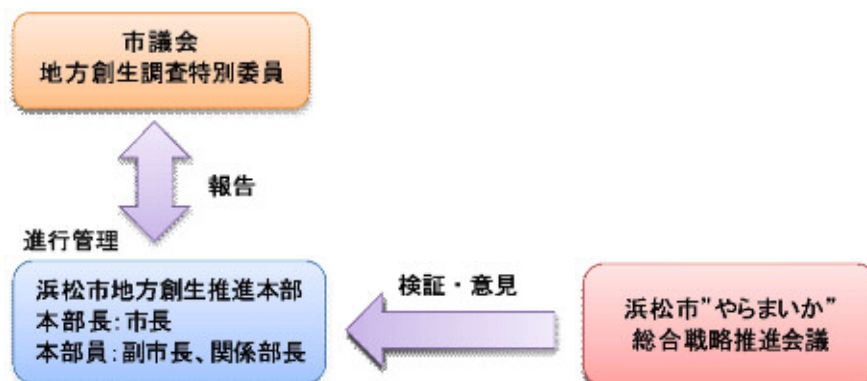 市議会
地方創生調査特別委員
報告
進行管理
浜松市地方創生推進本部
本部長：市長
本部員：副市長、関係部長
検証・意見
浜松市”やらまいか”
総合戦略推進会議